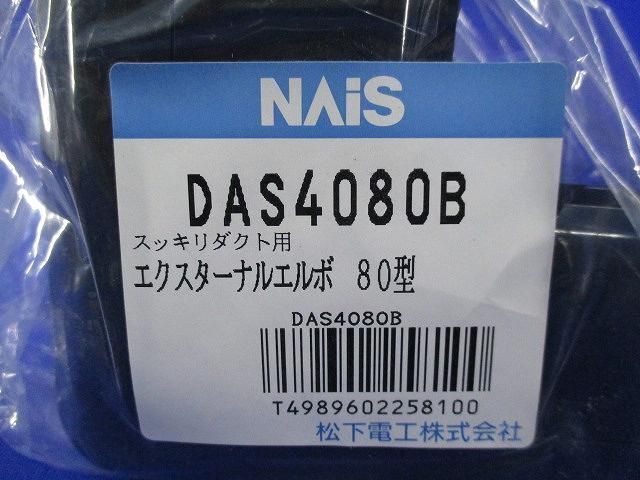 NAiS
DAS4080B
スッキリダクト用
エクスターナルエルボ 80型
DAS4080B
T4989602258100
松下電工株式会社